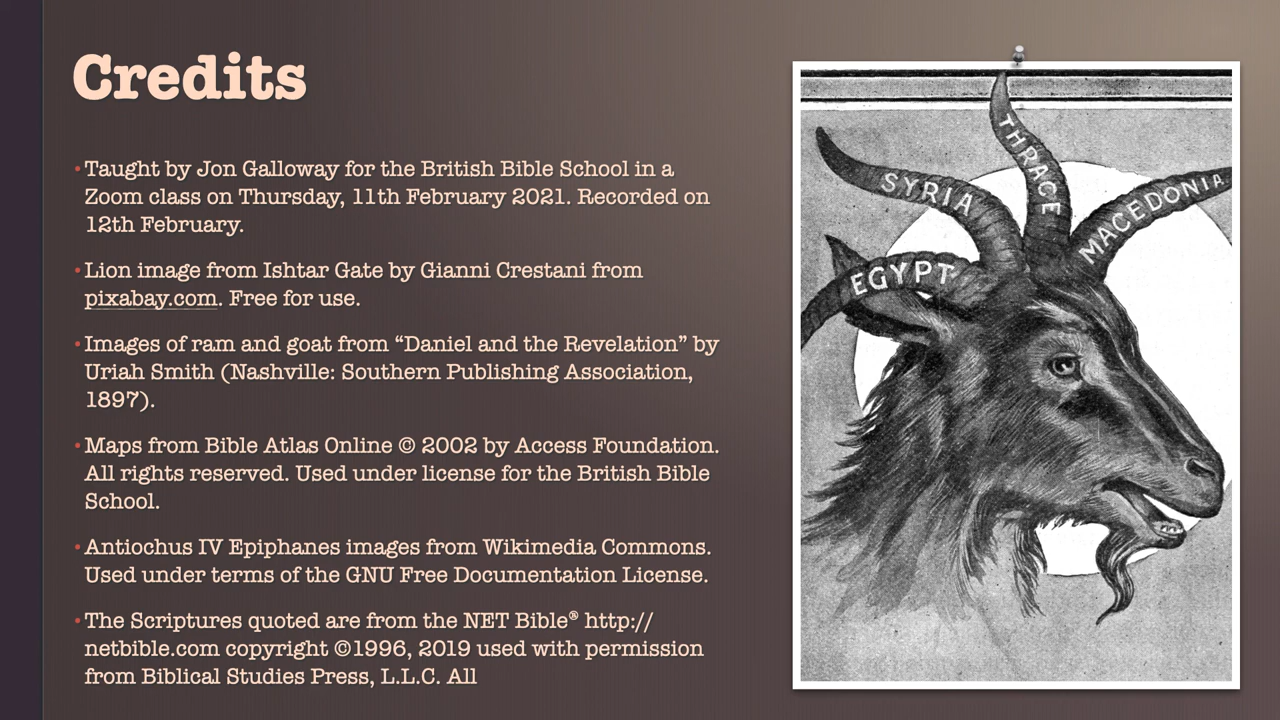 Credits
•Taught by Jon Galloway for the British Bible School in a
Zoom class on Thursday, 11th February 2021. Recorded on
12th February.
•Lion image from Ishtar Gate by Gianni Crestani from
pixabay.com. Free for use.
•Images of ram and goat from “Daniel and the Revelation” by
Uriah Smith (Nashville: Southern Publishing Association,
1897).
•Maps from Bible Atlas Online © 2002 by Access Foundation.
All rights reserved. Used under license for the British Bible
School.
•Antiochus IV Epiphanes images from Wikimedia Commons.
Used under terms of the GNU Free Documentation License.
•The Scriptures quoted are from the NET Bible® http://
netbible.com copyright ©1996, 2019 used with permission
from Biblical Studies Press, L.L.C. All
EGYPT
SYRIA
THRACE
MACEDONIA